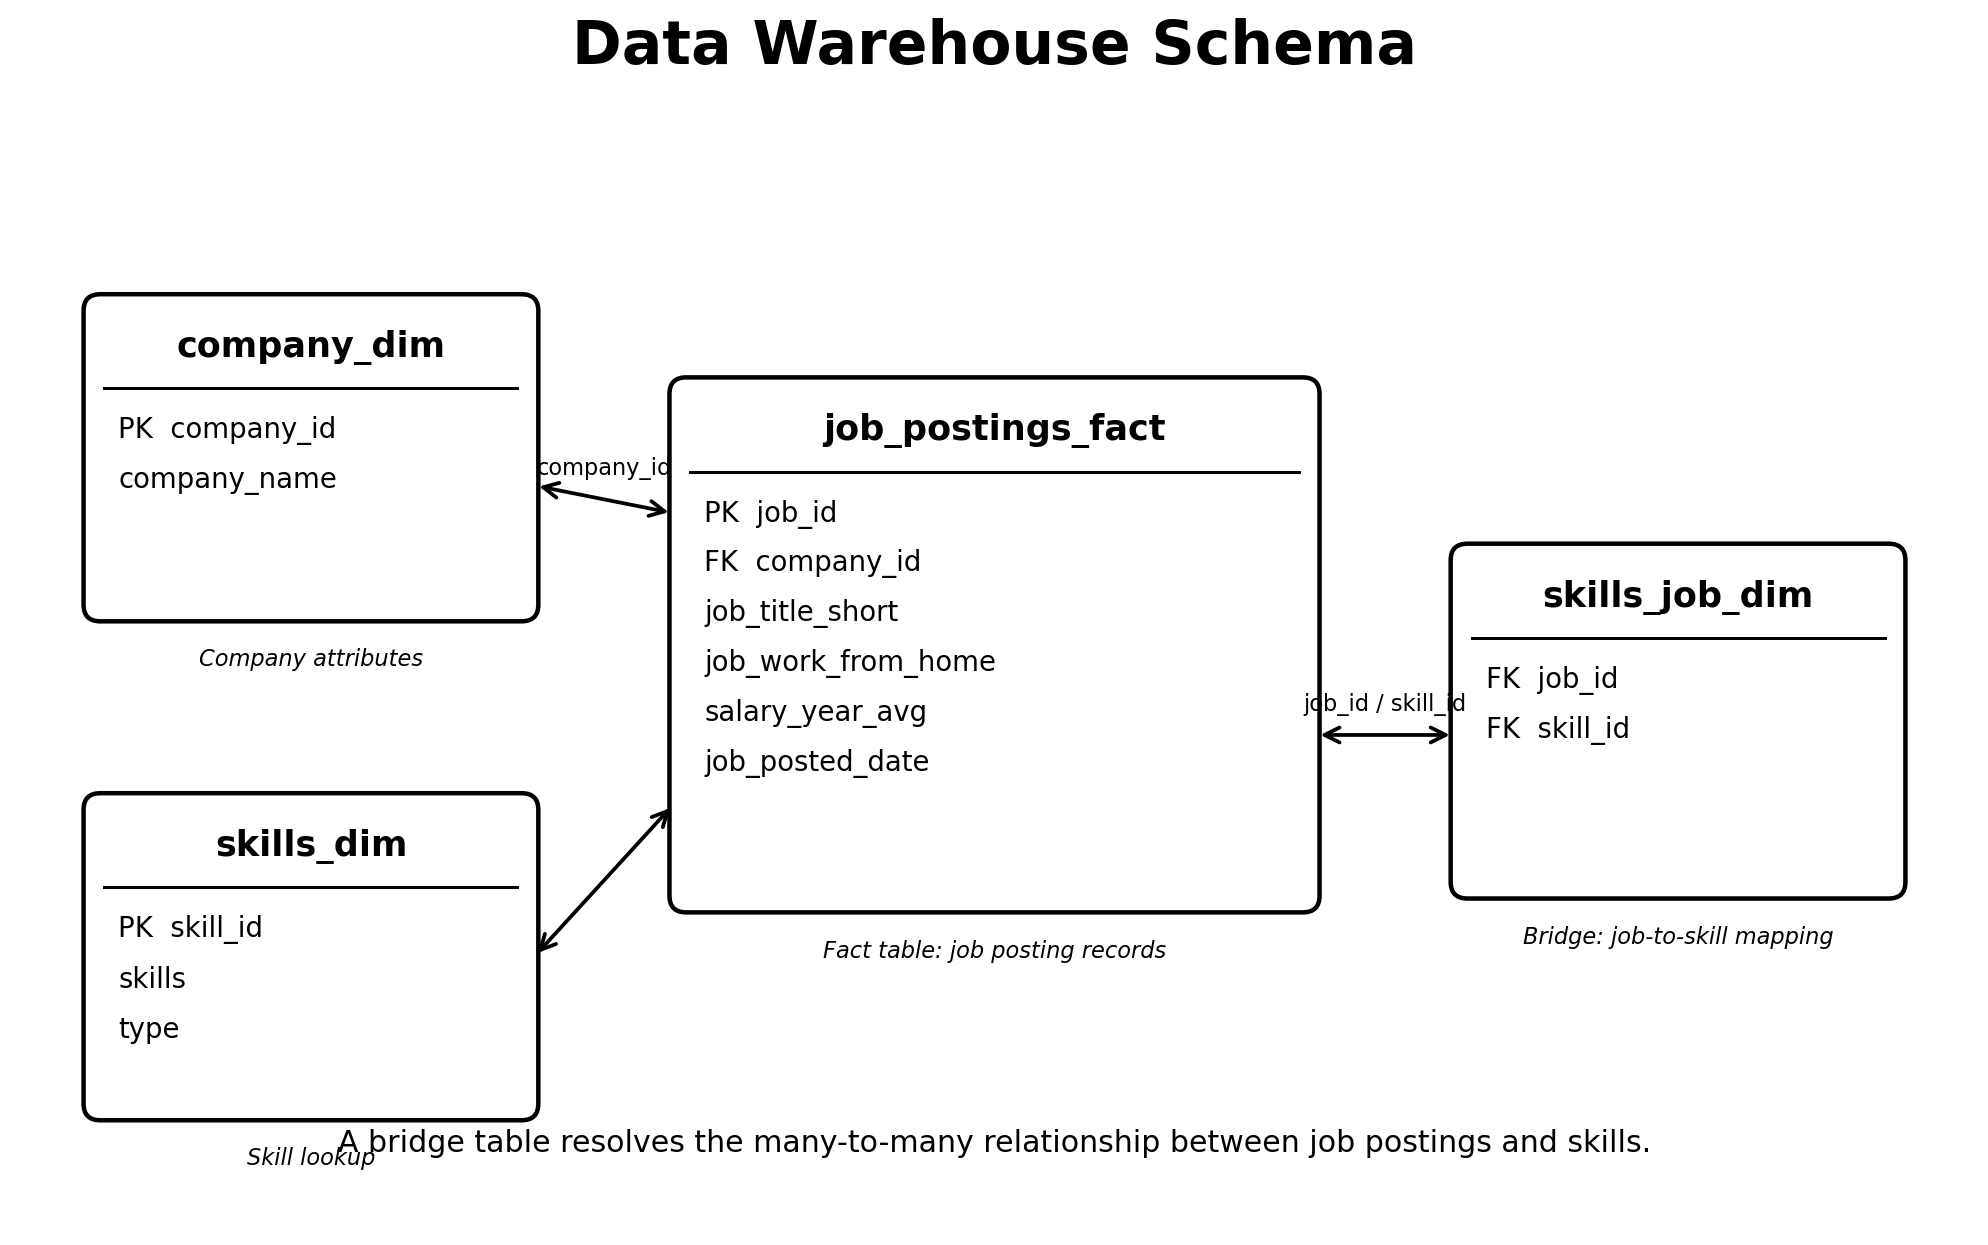 Data Warehouse Schema
company_dim
PK  company_id
company_name
Company attributes
company_id
job_postings_fact
PK  job_id
FK  company_id
job_title_short
job_work_from_home
salary_year_avg
job_posted_date
Fact table: job posting records
job_id / skill_id
skills_job_dim
FK  job_id
FK  skill_id
Bridge: job-to-skill mapping
skills_dim
PK  skill_id
skills
type
Skill lookup
A bridge table resolves the many-to-many relationship between job postings and skills.